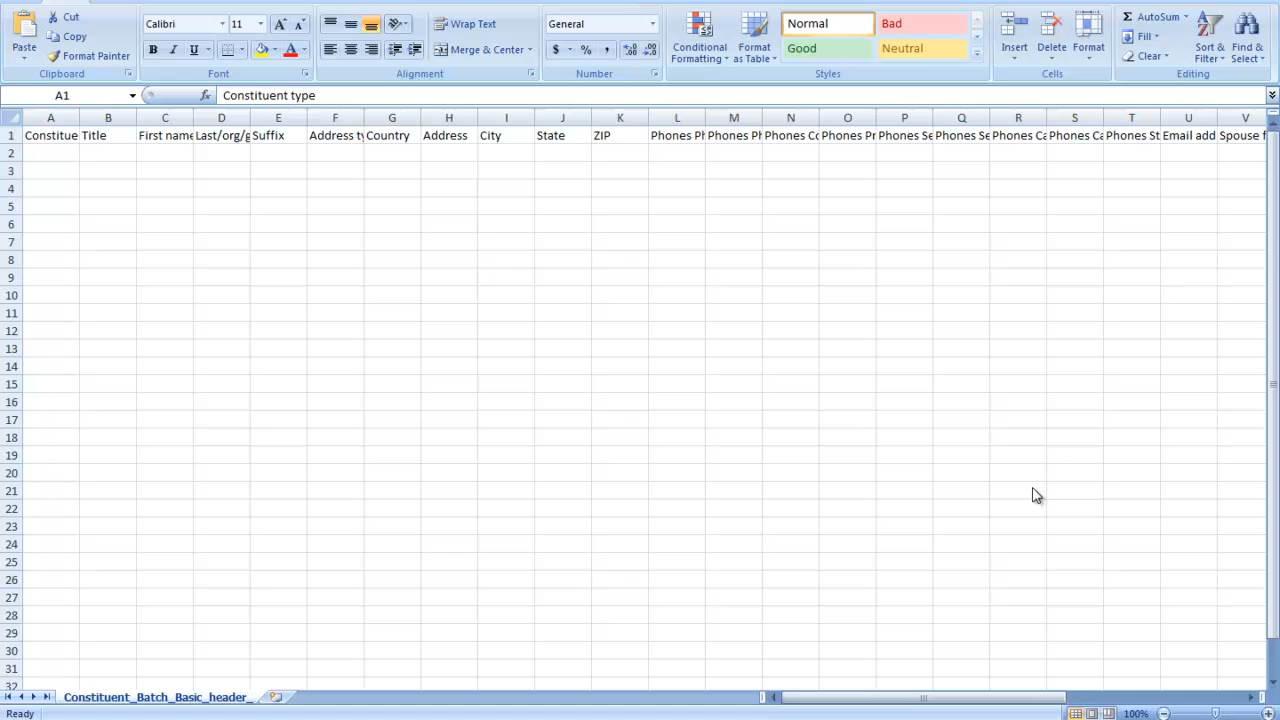 Cut
Copy
Format Painter
Paste
Clipboard
Calibri 11
B I U
A A
Font
Wrap Text
Merge & Center
Alignment
General
$ % ,
Number
Conditional Formatting
Format as Table
Normal
Bad
Good
Neutral
Styles
Insert
Delete
Format
Cells
Σ AutoSum
Fill
Clear
Sort & Filter
Find & Select
Editing
A1
fx
Constituent type
A B C D E F G H I J K L M N O P Q R S T U V
1 Constitue Title First name Last/org/g Suffix Address ty Country Address City State ZIP Phones Ph Phones Ph Phones Co Phones Pr Phones Se Phones Se Phones Ca Phones Ca Phones St Email add Spouse f
2
3
4
5
6
7
8
9
10
11
12
13
14
15
16
17
18
19
20
21
22
23
24
25
26
27
28
29
30
31
32
Constituent_Batch_Basic_header_
Ready
100%